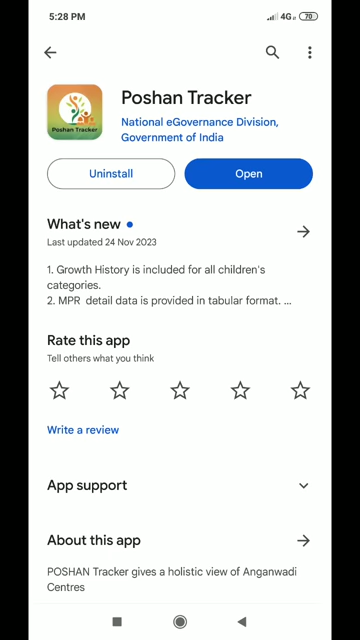 5:28 PM
4G
70
Poshan Tracker
Poshan Tracker
National eGovernance Division,
Government of India
Uninstall
Open
What's new
Last updated 24 Nov 2023
1. Growth History is included for all children's
categories.
2. MPR detail data is provided in tabular format. ...
Rate this app
Tell others what you think
Write a review
App support
About this app
POSHAN Tracker gives a holistic view of Anganwadi
Centres